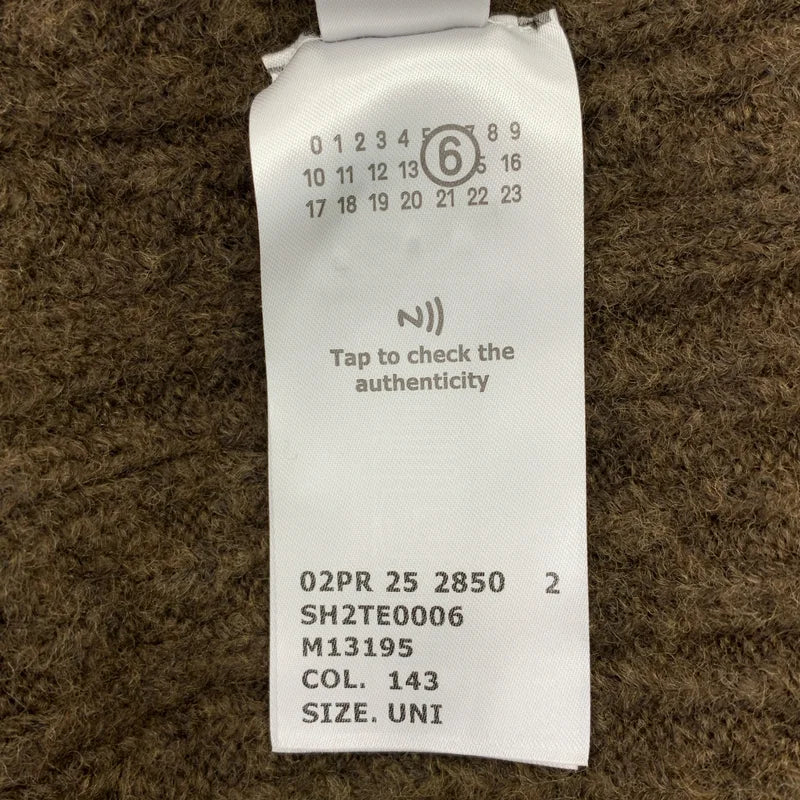 0 1 2 3 4 5 6 7 8 9
10 11 12 13 15 16
17 18 19 20 21 22 23
Tap to check the
authenticity
02PR 25 2850 2
SH2TE0006
M13195
COL. 143
SIZE. UNI